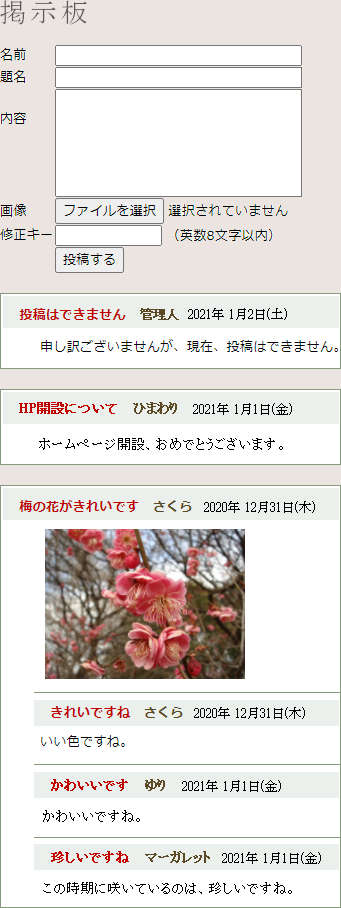 掲示板
名前
題名
内容
画像 ファイルを選択 選択されていません
修正キー （英数8文字以内）
投稿する
投稿はできません 管理人 2021年 1月2日(土)
申し訳ございませんが、現在、投稿はできません。
HP開設について ひまわり 2021年 1月1日(金)
ホームページ開設、おめでとうございます。
梅の花がきれいです さくら 2020年 12月31日(木)
きれいですね さくら 2020年 12月31日(木)
いい色ですね。
かわいいです ゆり 2021年 1月1日(金)
かわいいですね。
珍しいですね マーガレット 2021年 1月1日(金)
この時期に咲いているのは、珍しいですね。